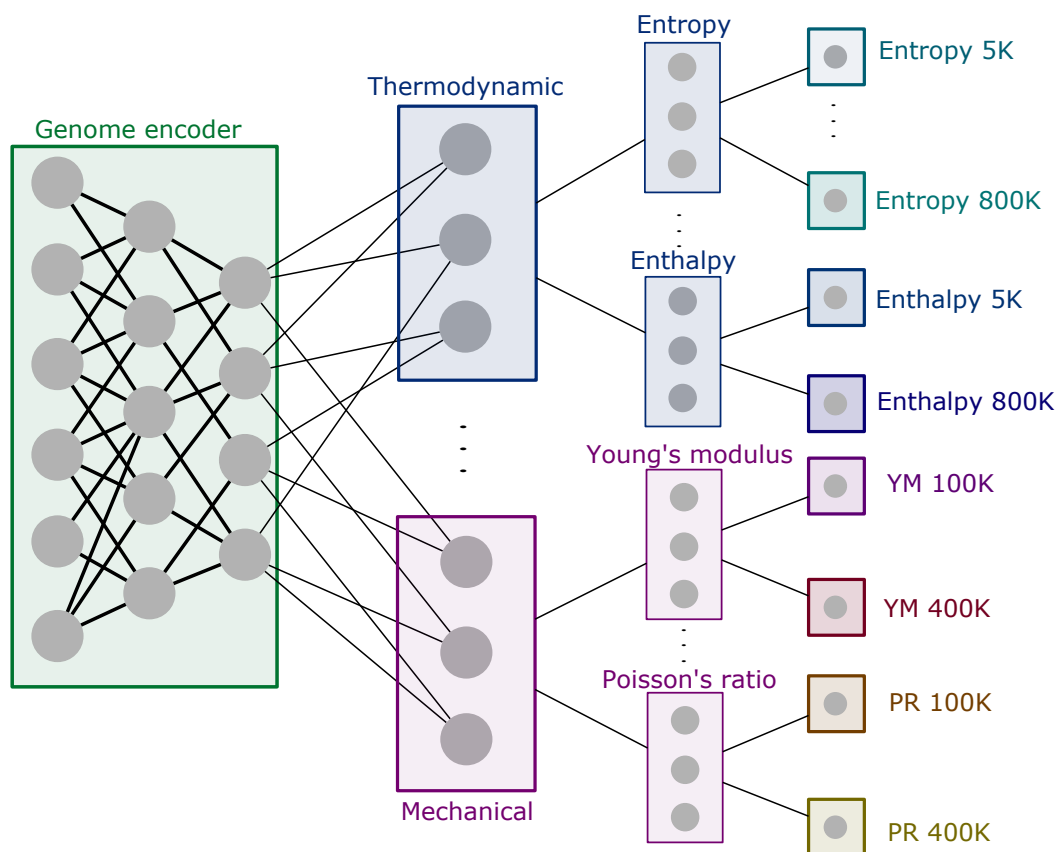 Genome encoder
Thermodynamic
Mechanical
Entropy
Enthalpy
Young's modulus
Poisson's ratio
Entropy 5K
Entropy 800K
Enthalpy 5K
Enthalpy 800K
YM 100K
YM 400K
PR 100K
PR 400K